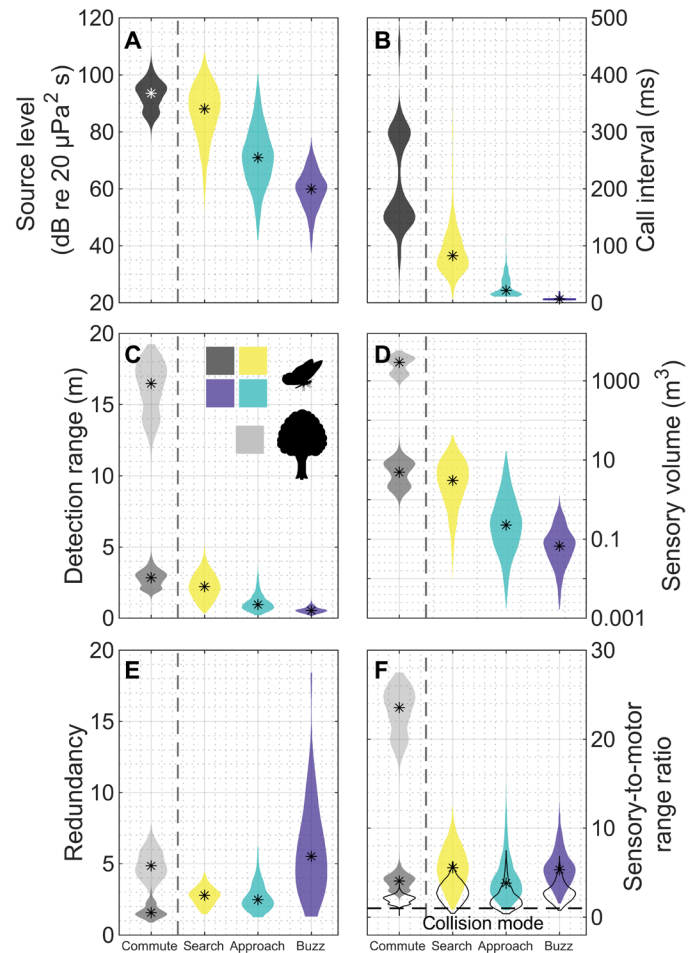 A
120
100
80
60
40
20
Source level
(dB re 20 µPa² s)
B
500
400
300
200
100
0
Call interval (ms)
C
20
15
10
5
0
Detection range (m)
D
1000
10
0.1
0.001
Sensory volume (m³)
E
20
15
10
5
0
Redundancy
Commute Search Approach Buzz
F
30
20
10
0
Sensory-to-motor
range ratio
Collision mode
Commute Search Approach Buzz